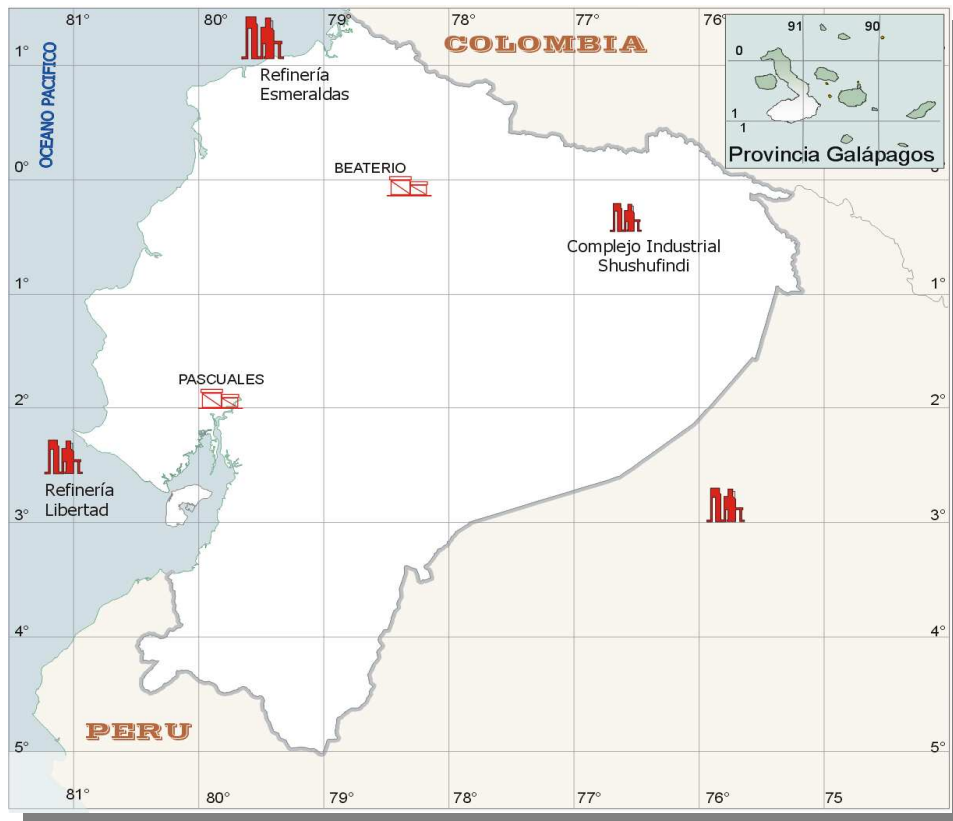 81°
80°
79°
78°
77°
76°
COLOMBIA
91
90
0
1
1
Provincia Galápagos
OCEANO PACIFICO
1°
Refinería
Esmeraldas
0°
BEATERIO
Complejo Industrial
Shushufindi
1°
1°
PASCUALES
2°
2°
Refinería
Libertad
3°
3°
4°
4°
PERU
5°
5°
81°
80°
79°
78°
77°
76°
75